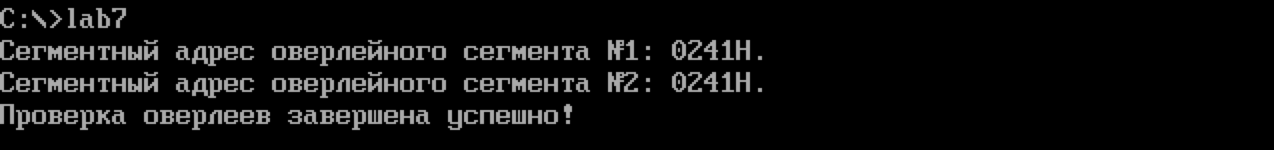 C:\>lab7
Сегментный адрес оверлейного сегмента №1: 0241H.
Сегментный адрес оверлейного сегмента №2: 0241H.
Проверка оверлеев завершена успешно!